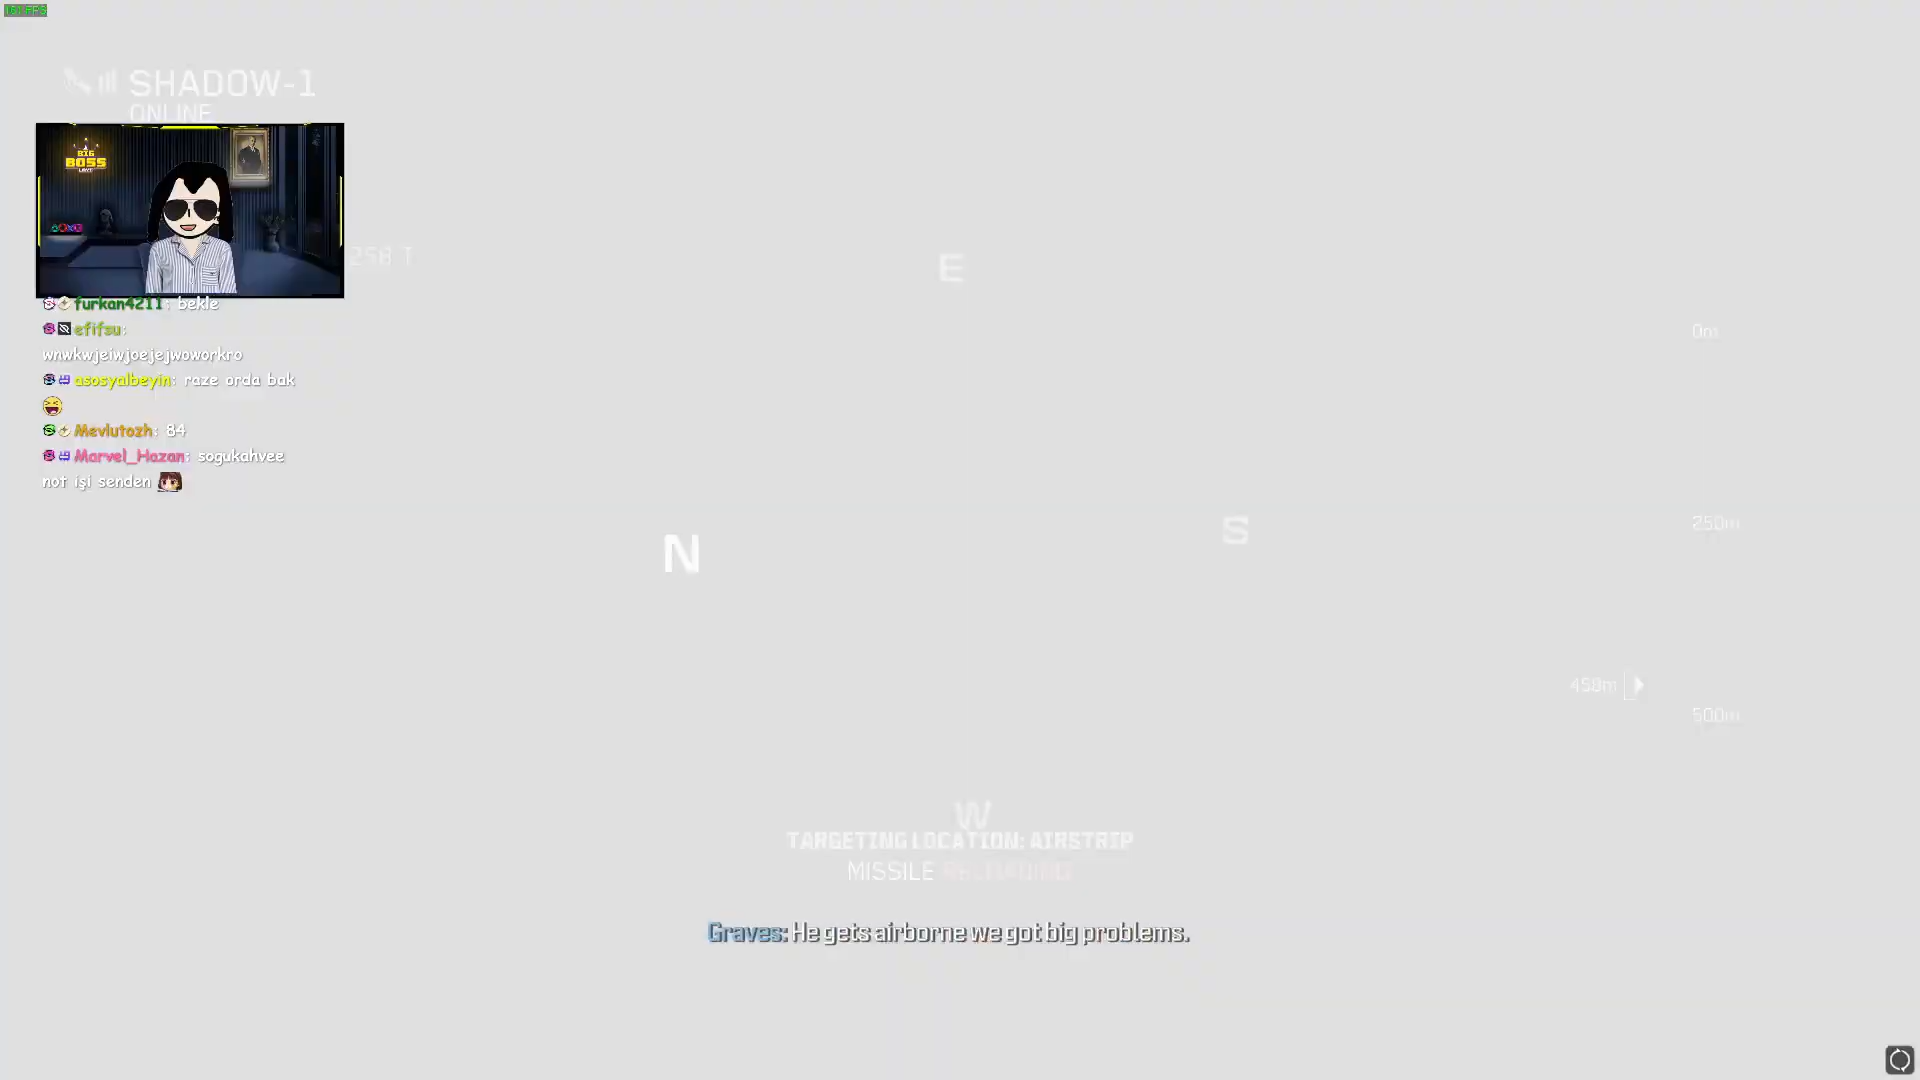 SHADOW-1
ONLINE
BIG
BOSS
258 T
E
furkan4211: bekle
efifsu:
wnwkwjeiwjoejejwoworkro
asosyalbeyin: raze orda bak
Mevlutozh: 84
Marvel_Hazan: sogukahvee
not işi senden
0m
250m
S
N
458m
500m
W
TARGETING LOCATION: AIRSTRIP
MISSILE RELOADING
Graves: He gets airborne we got big problems.